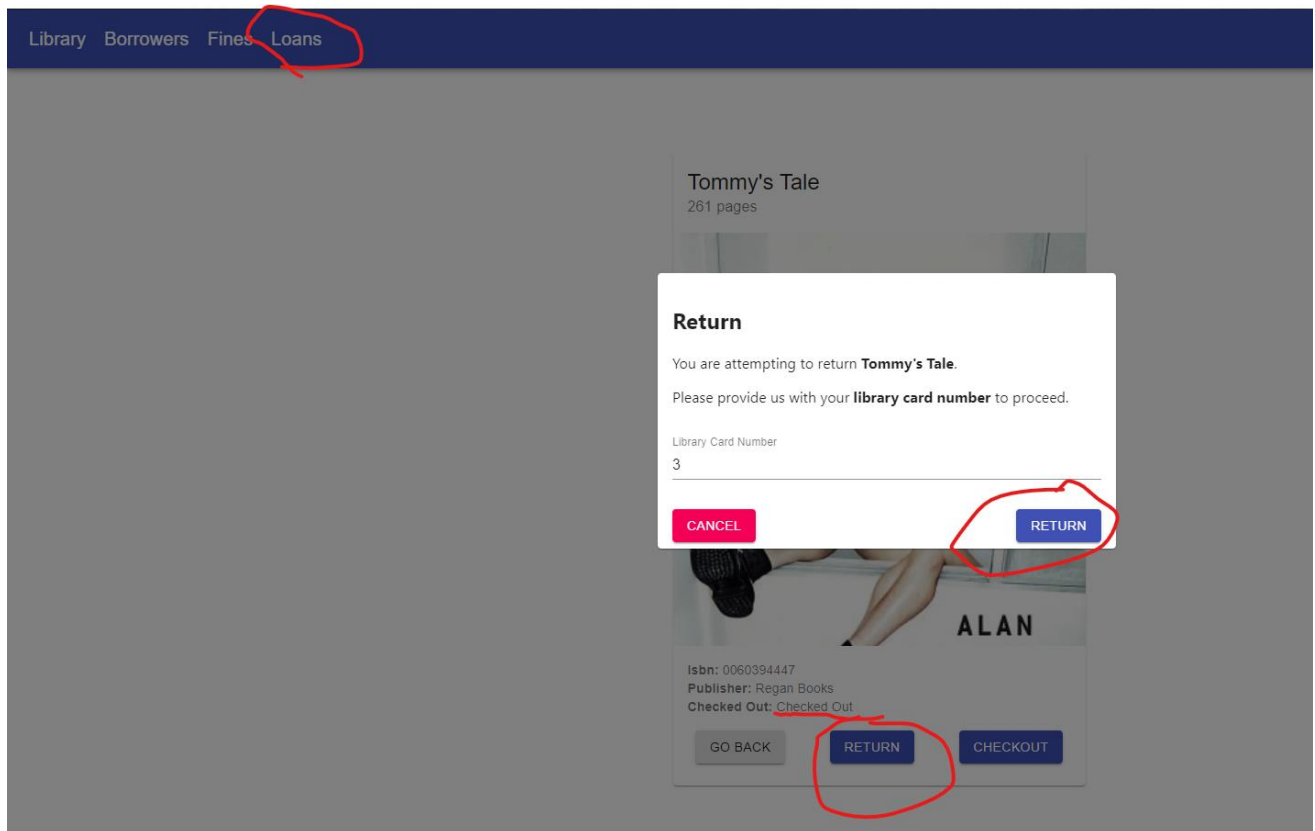 Library Borrowers Fines Loans
Tommy's Tale
261 pages
Return
You are attempting to return Tommy's Tale.
Please provide us with your library card number to proceed.
Library Card Number
3
CANCEL RETURN
ALAN
Isbn: 0060394447
Publisher: Regan Books
Checked Out: Checked Out
GO BACK RETURN CHECKOUT